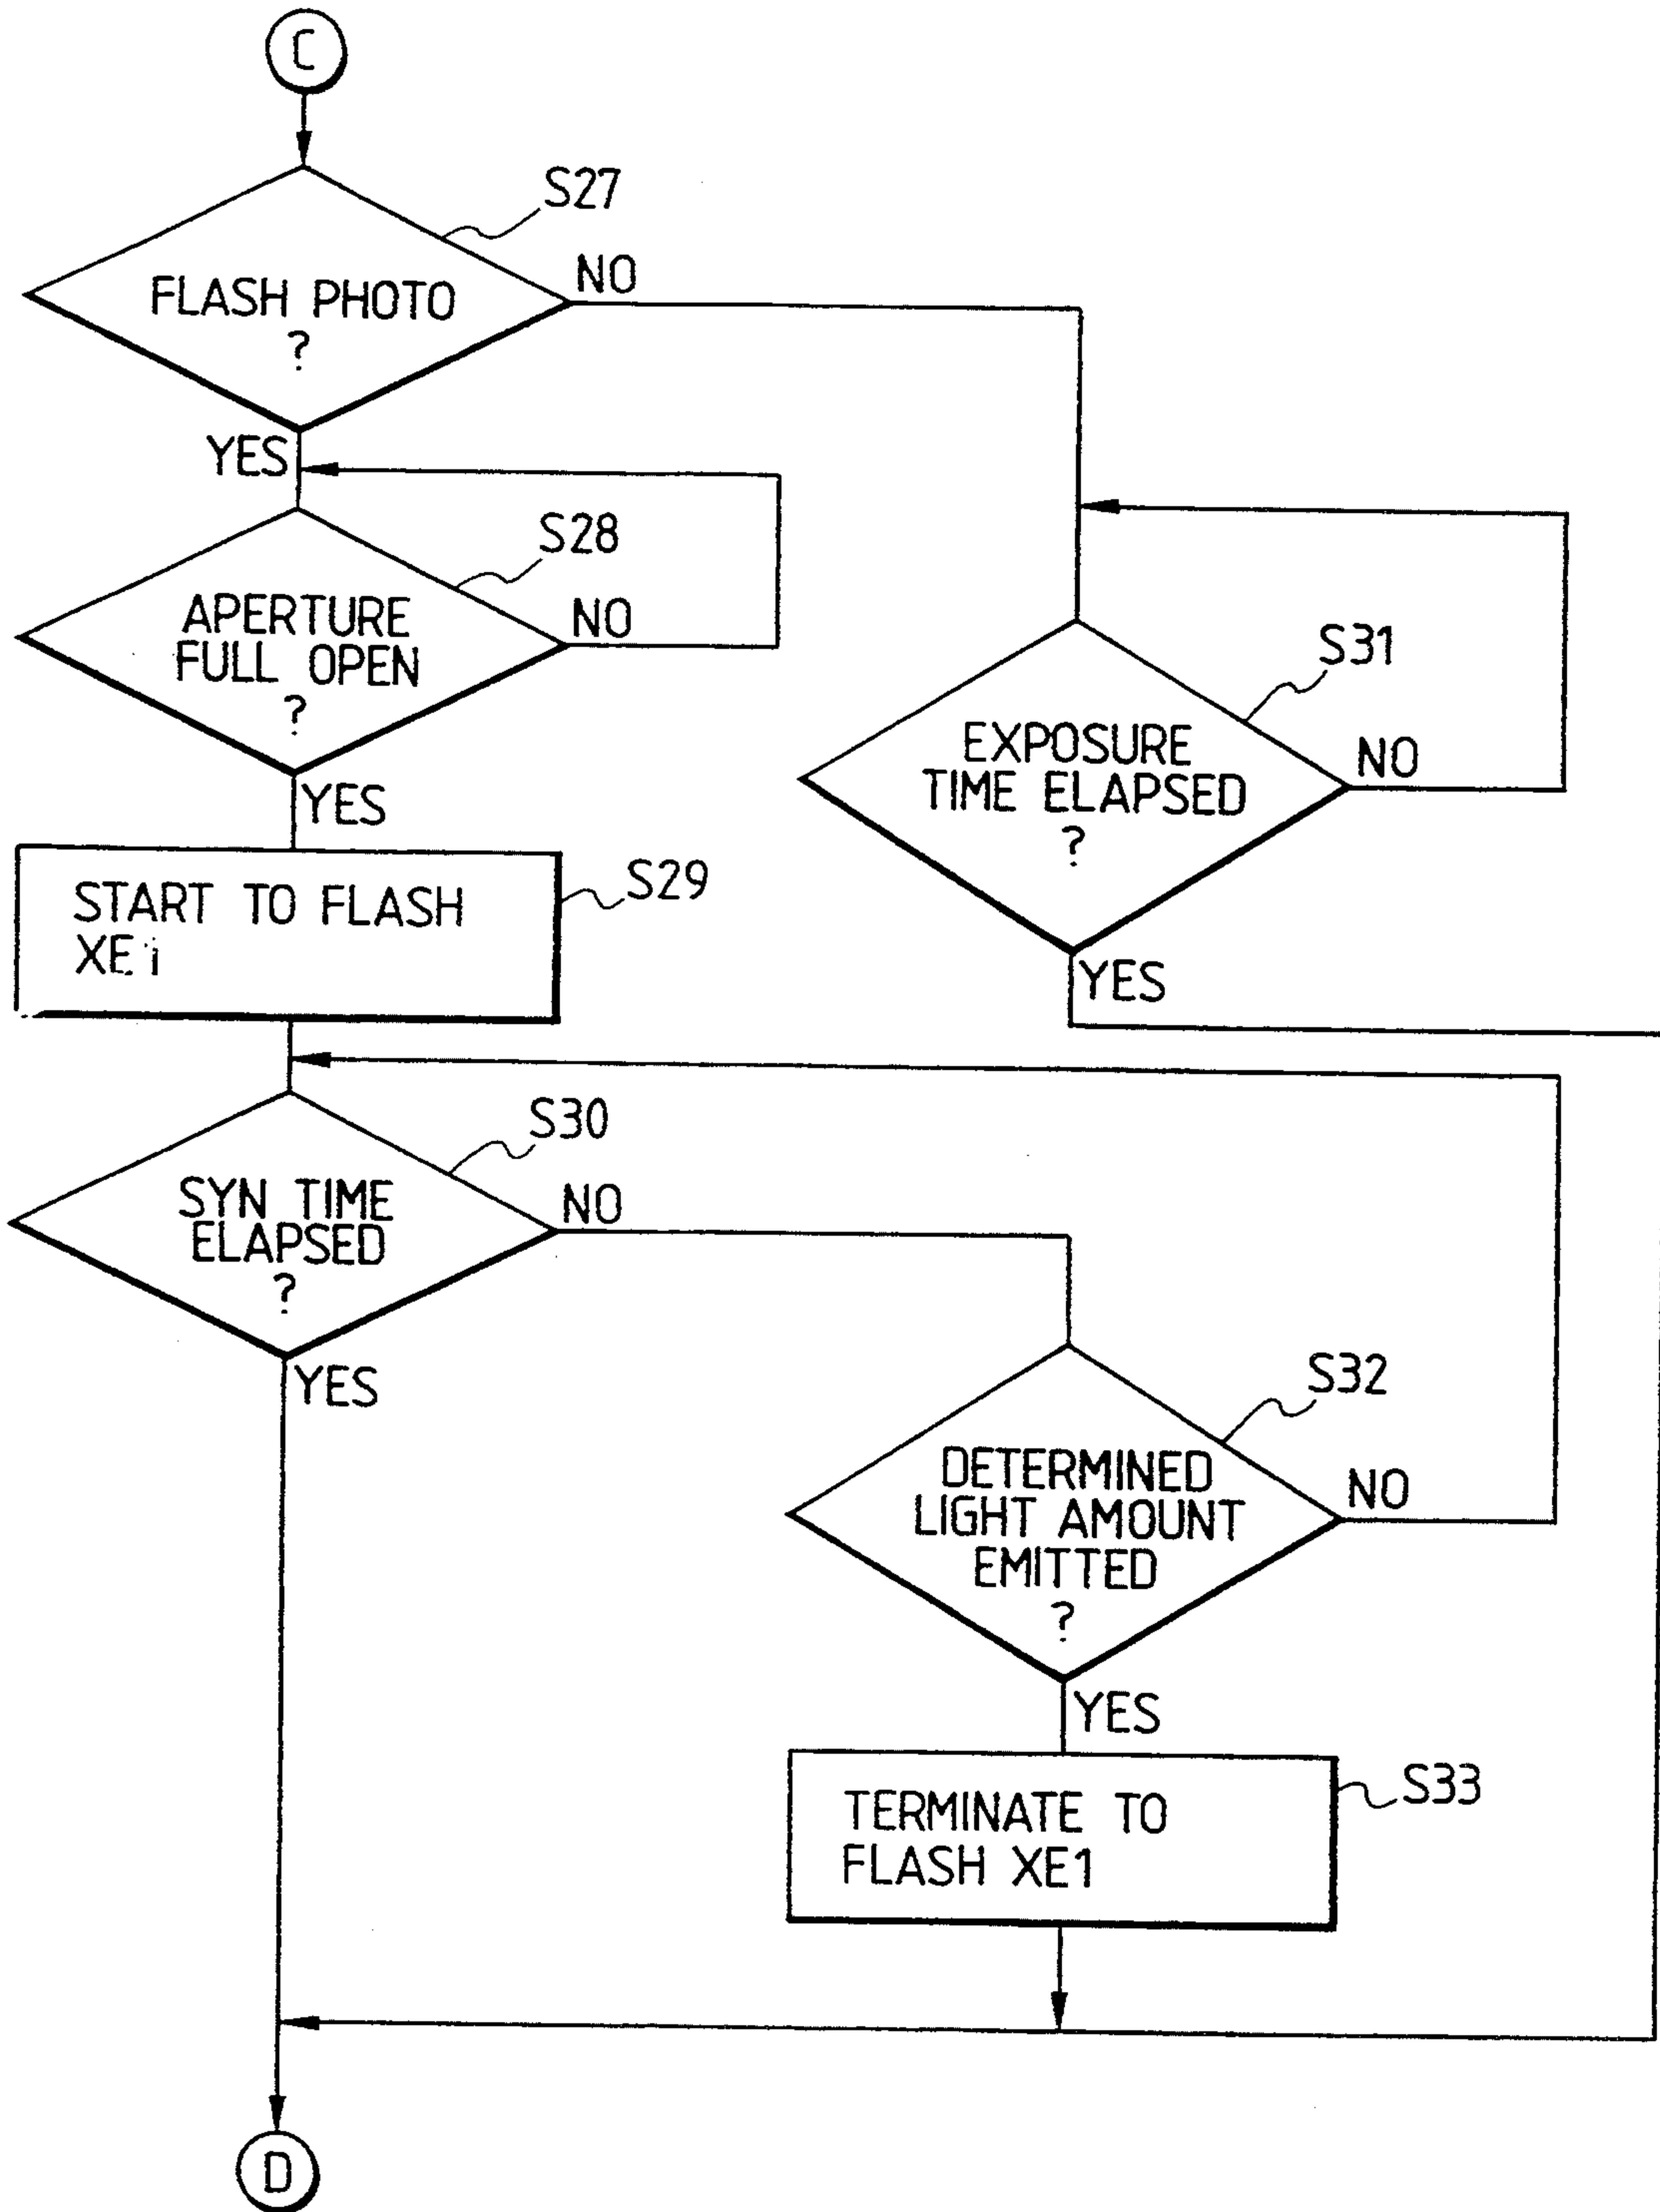 C
S27
FLASH PHOTO
?
NO
YES
S28
APERTURE
FULL OPEN
?
NO
YES
S29
START TO FLASH
XE i
S31
EXPOSURE
TIME ELAPSED
?
NO
YES
S30
SYN TIME
ELAPSED
?
NO
YES
S32
DETERMINED
LIGHT AMOUNT
EMITTED
?
NO
YES
S33
TERMINATE TO
FLASH XE1
D